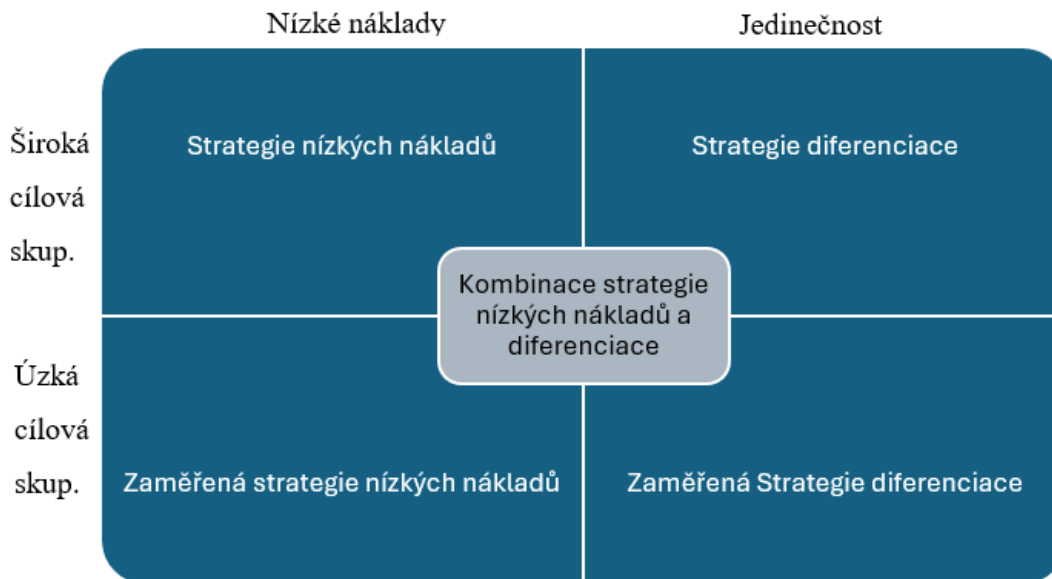 Nízké náklady
Jedinečnost
Široká
cílová
skup.
Strategie nízkých nákladů
Strategie diferenciace
Kombinace strategie
nízkých nákladů a
diferenciace
Úzká
cílová
skup.
Zaměřená strategie nízkých nákladů
Zaměřená Strategie diferenciace